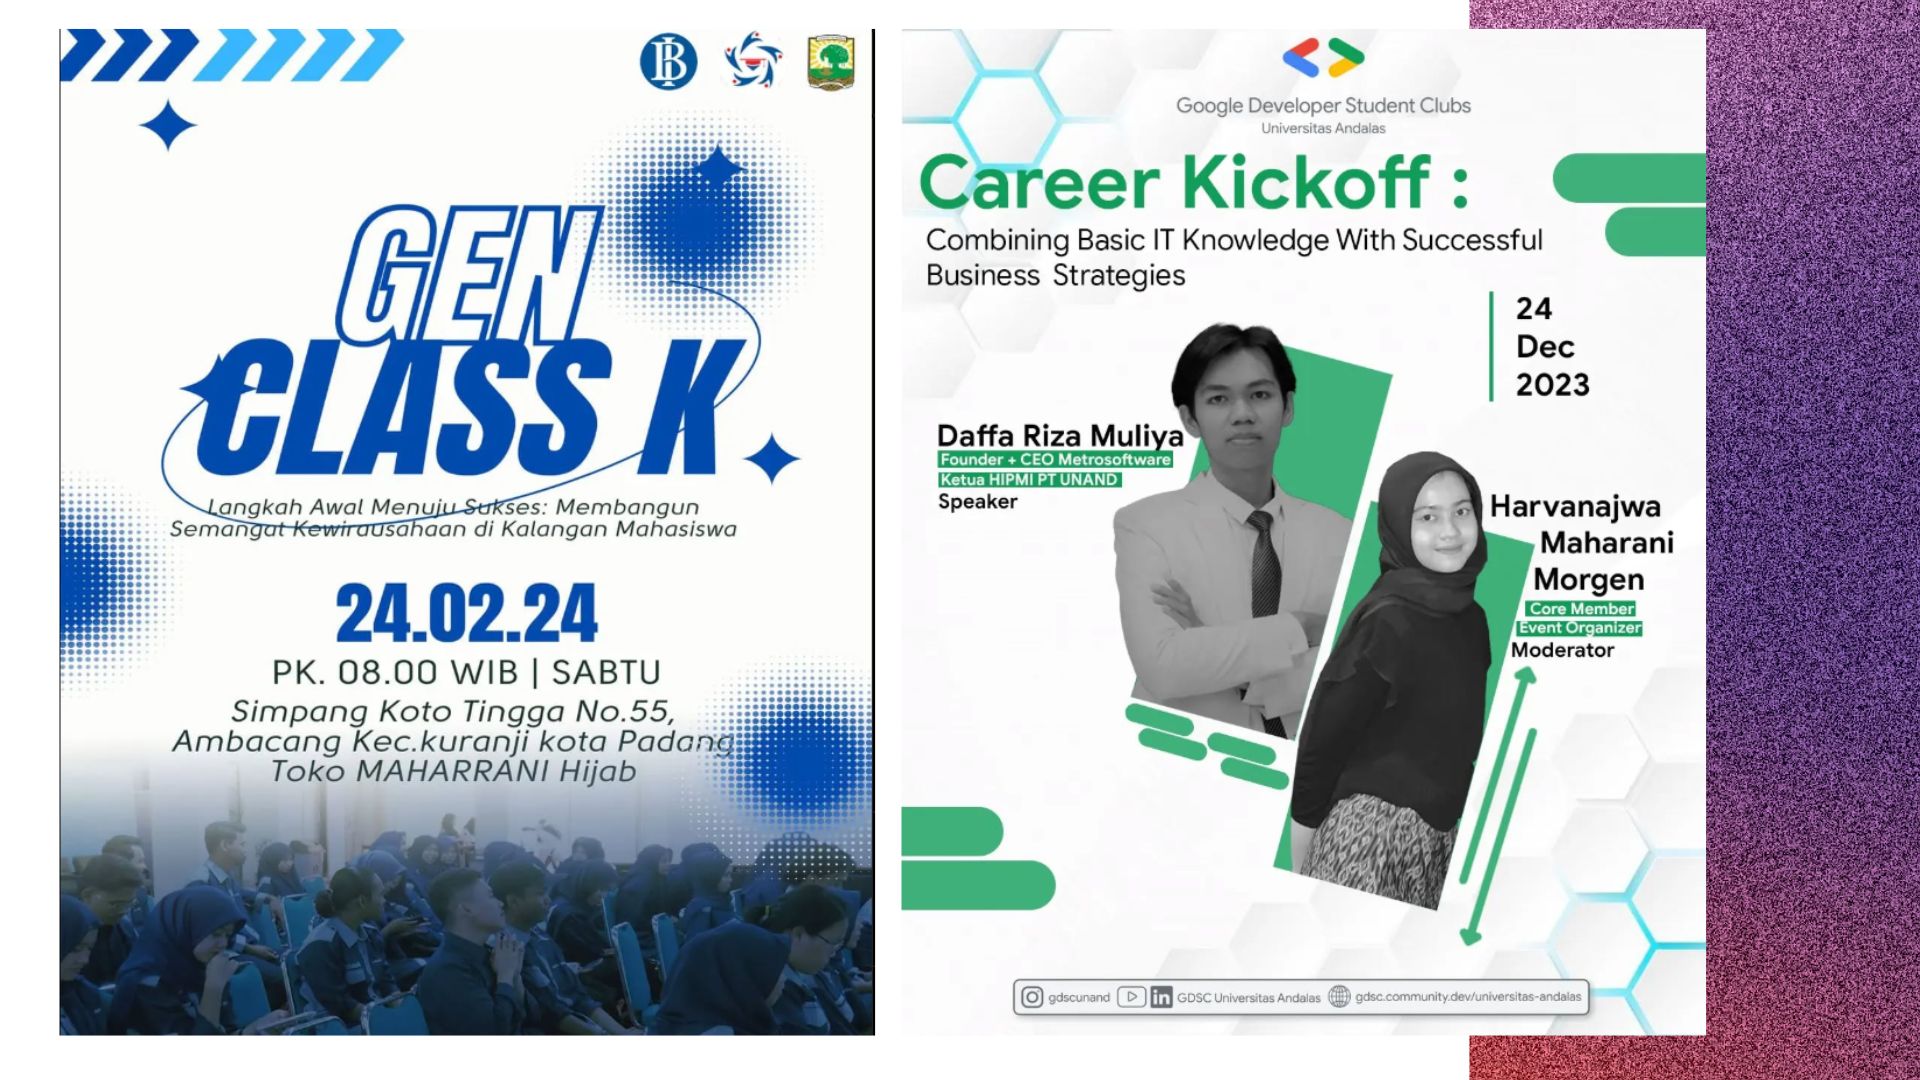 GEN
CLASS K
Langkah Awal Menuju Sukses: Membangun
Semangat Kewirausahaan di Kalangan Mahasiswa
24.02.24
PK. 08.00 WIB | SABTU
Simpang Koto Tingga No.55,
Ambacang Kec.kuranji kota Padang
Toko MAHARRANI Hijab
Google Developer Student Clubs
Universitas Andalas
Career Kickoff :
Combining Basic IT Knowledge With Successful
Business Strategies
24
Dec
2023
Daffa Riza Muliya
Founder + CEO Metrosoftware
Ketua HIPMI PT UNAND
Speaker
Harvanajwa
Maharani
Morgen
Core Member
Event Organizer
Moderator
gdscunand GDSC Universitas Andalas gdsc.community.dev/universitas-andalas